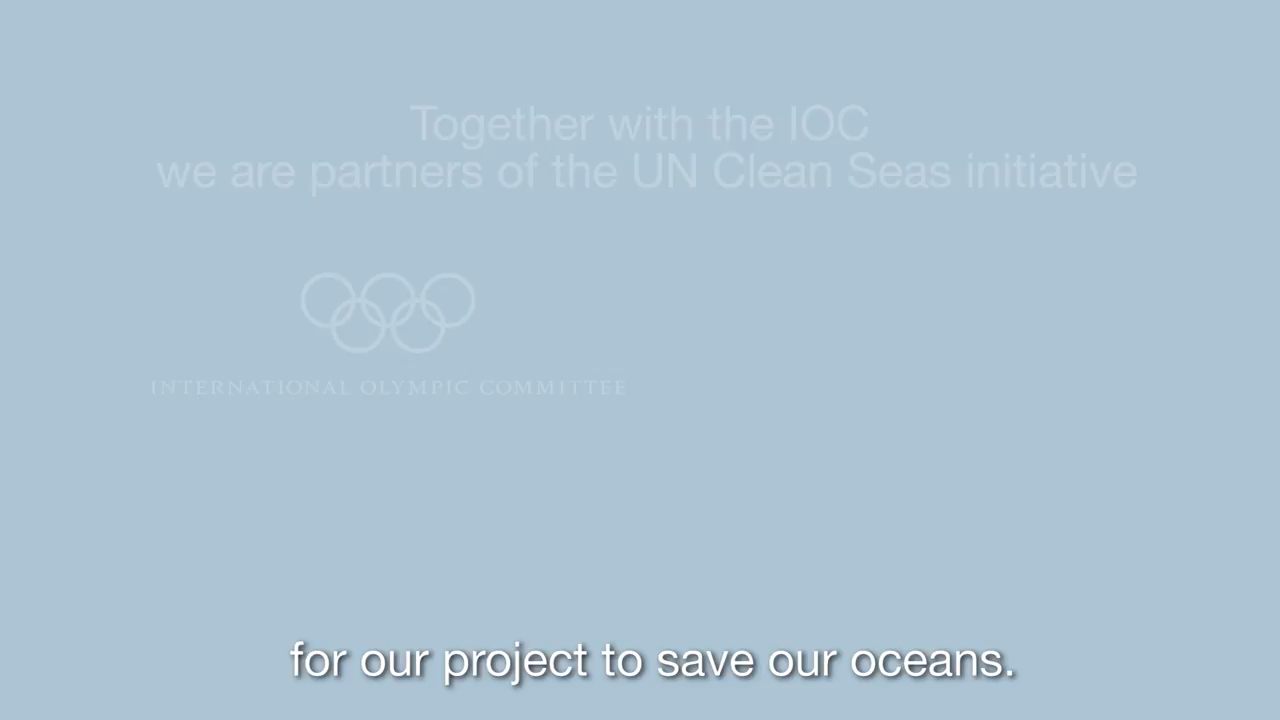 Together with the IOC
we are partners of the UN Clean Seas initiative
INTERNATIONAL OLYMPIC COMMITTEE
for our project to save our oceans.